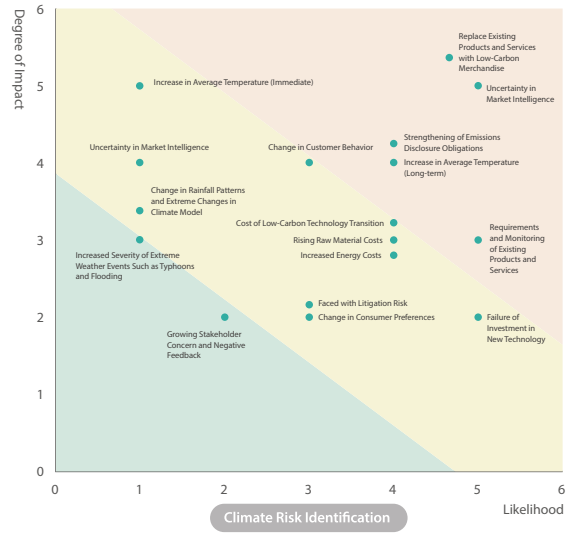 Degree of Impact
6
5
4
3
2
1
0
Replace Existing
Products and Services
with Low-Carbon
Merchandise
Increase in Average Temperature (Immediate)
Uncertainty in
Market Intelligence
Uncertainty in Market Intelligence
Change in Customer Behavior
Strengthening of Emissions
Disclosure Obligations
Increase in Average Temperature
(Long-term)
Change in Rainfall Patterns
and Extreme Changes in
Climate Model
Cost of Low-Carbon Technology Transition
Rising Raw Material Costs
Increased Energy Costs
Requirements
and Monitoring
of Existing
Products and
Services
Increased Severity of Extreme
Weather Events Such as Typhoons
and Flooding
Faced with Litigation Risk
Change in Consumer Preferences
Failure of
Investment in
New Technology
Growing Stakeholder
Concern and Negative
Feedback
0 1 2 3 4 5 6
Likelihood
Climate Risk Identification